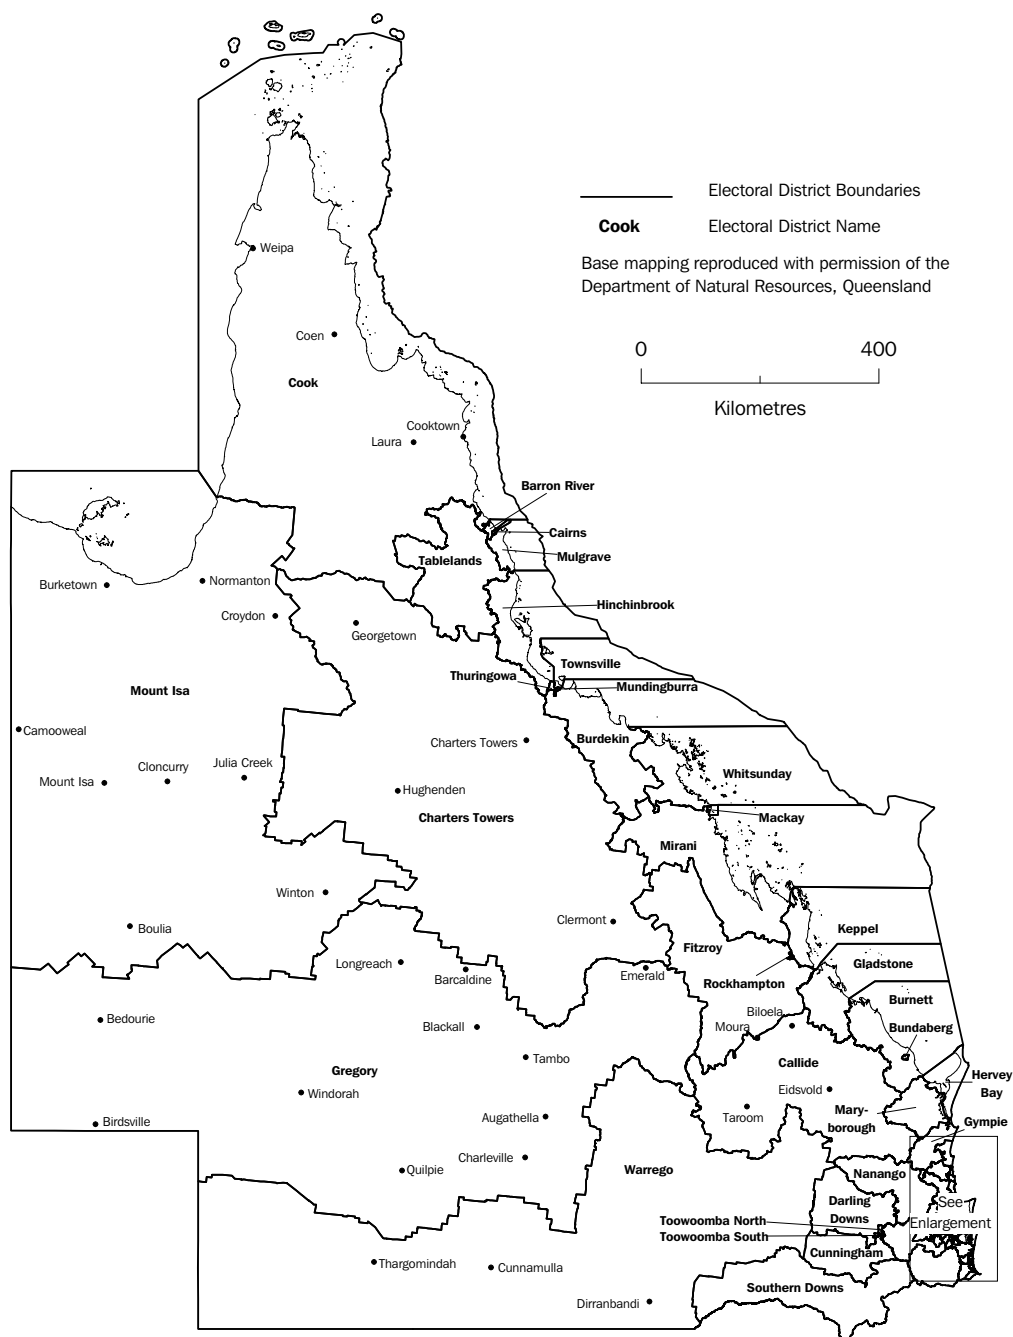 Electoral District Boundaries
Cook
Electoral District Name
Base mapping reproduced with permission of the
Department of Natural Resources, Queensland
0
400
Kilometres
Weipa
Coen
Cook
Cooktown
Laura
Barron River
Cairns
Tablelands
Mulgrave
Burketown
Normanton
Hinchinbrook
Croydon
Georgetown
Townsville
Thuringowa
Mundingburra
Mount Isa
Camooweal
Charters Towers
Burdekin
Julia Creek
Cloncurry
Mount Isa
Whitsunday
Hughenden
Charters Towers
Mackay
Mirani
Winton
Clermont
Boulia
Keppel
Fitzroy
Longreach
Barcaldine
Emerald
Gladstone
Rockhampton
Burnett
Biloela
Bedourie
Blackall
Moura
Bundaberg
Tambo
Callide
Gregory
Hervey
Bay
Windorah
Eidsvold
Birdsville
Augathella
Taroom
Mary-
borough
Gympie
Charleville
Quilpie
Warrego
Nanango
Darling
Downs
See
Enlargement
Toowoomba North
Toowoomba South
Cunningham
Thargomindah
Cunnamulla
Southern Downs
Dirranbandi